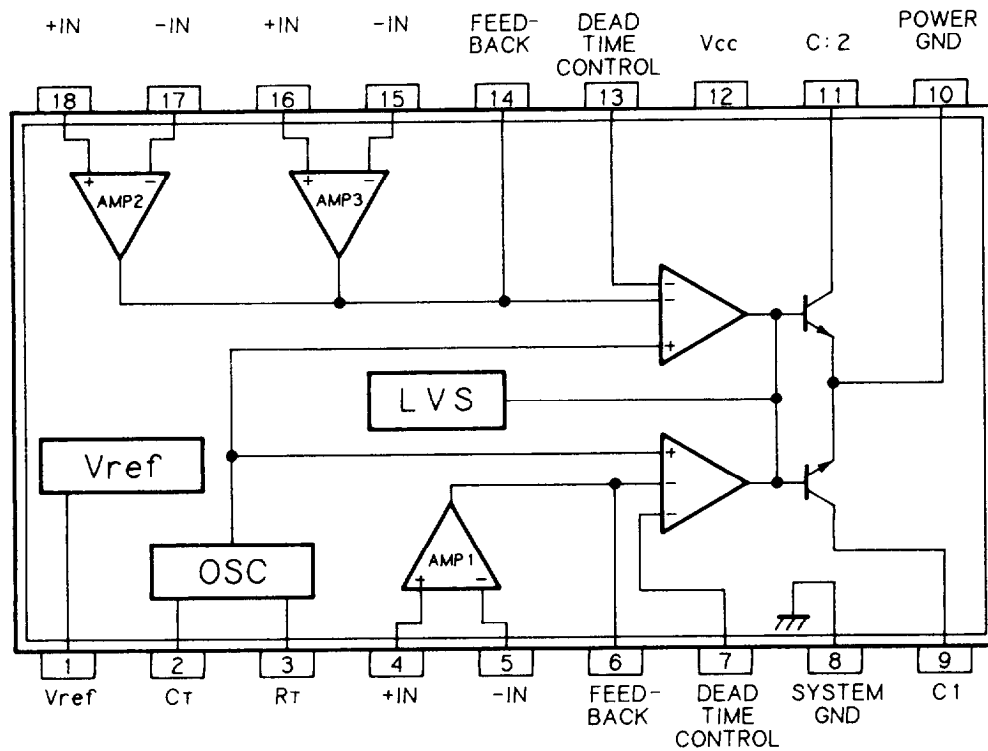 +IN
-IN
+IN
-IN
FEED-
BACK
DEAD
TIME
CONTROL
Vcc
C:2
POWER
GND
18
17
16
15
14
13
12
11
10
+
-
AMP2
+
-
AMP3
-
-
+
LVS
Vref
+
-
-
OSC
AMP1
+
-
1
2
3
4
5
6
7
8
9
Vref
CT
RT
+IN
-IN
FEED-
BACK
DEAD
TIME
CONTROL
SYSTEM
GND
C1